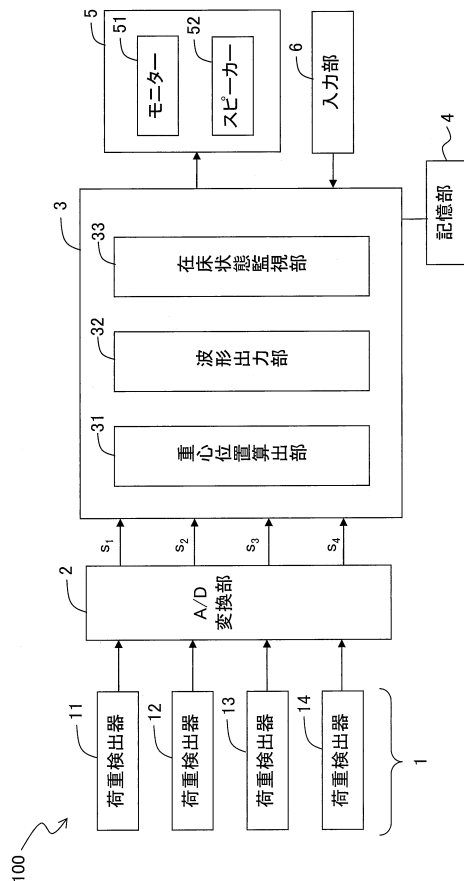 100
荷重検出器
11
荷重検出器
12
荷重検出器
13
荷重検出器
14
1
A/D
変換部
2
s₁
s₂
s₃
s₄
3
重心位置算出部
31
波形出力部
32
在床状態監視部
33
記憶部
4
5
モニター
51
スピーカー
52
入力部
6